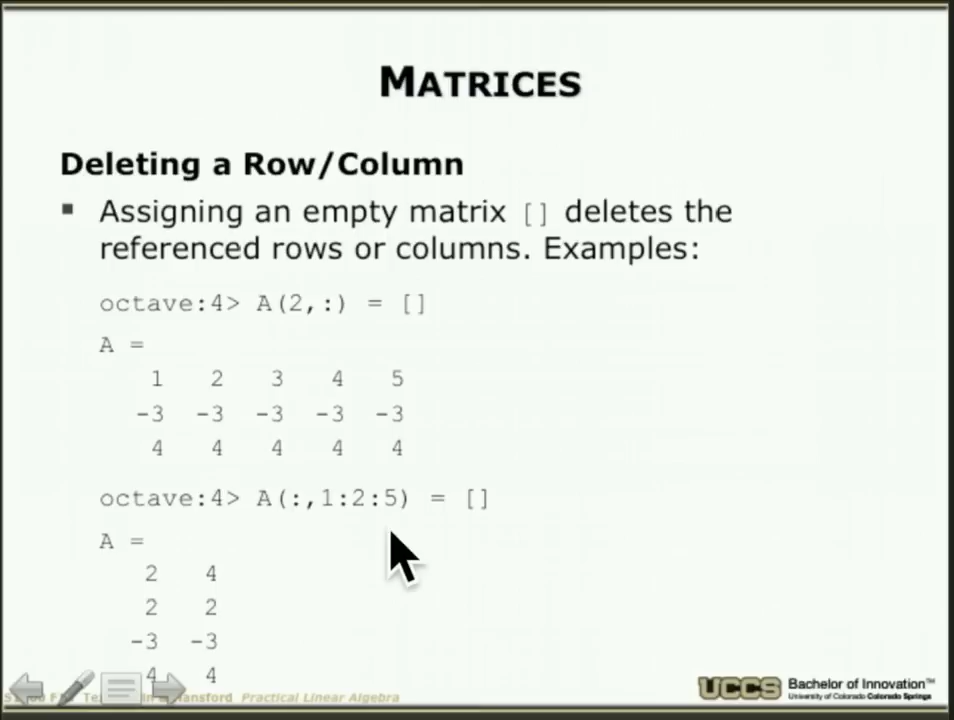 MATRICES
Deleting a Row/Column
▪ Assigning an empty matrix [] deletes the
referenced rows or columns. Examples:
octave:4> A(2,:) = []
A =
1 2 3 4 5
-3 -3 -3 -3 -3
4 4 4 4 4
octave:4> A(:,1:2:5) = []
A =
2 4
2 2
-3 -3
4 4
Practical Linear Algebra
UCCS Bachelor of Innovation™
University of Colorado Colorado Springs